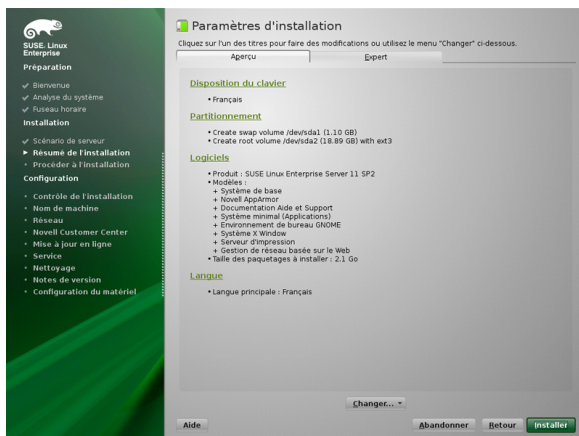 SUSE. Linux
Enterprise
Préparation
Bienvenue
Analyse du système
Fuseau horaire
Installation
Scénario de serveur
Résumé de l'installation
Procéder à l'installation
Configuration
Contrôle de l'installation
Nom de machine
Réseau
Novell Customer Center
Mise à jour en ligne
Service
Nettoyage
Notes de version
Configuration du matériel
Paramètres d'installation
Cliquez sur l'un des titres pour faire des modifications ou utilisez le menu "Changer" ci-dessous.
Aperçu
Expert
Disposition du clavier
• Français
Partitionnement
• Create swap volume /dev/sda1 (1.10 GB)
• Create root volume /dev/sda2 (18.89 GB) with ext3
Logiciels
• Produit : SUSE Linux Enterprise Server 11 SP2
• Modèles :
+ Système de base
+ Novell AppArmor
+ Documentation Aide et Support
+ Système minimal (Applications)
+ Environnement de bureau GNOME
+ Système X Window
+ Serveur d'impression
+ Gestion de réseau basée sur le Web
• Taille des paquetages à installer : 2.1 Go
Langue
• Langue principale : Français
Changer...
Aide
Abandonner
Retour
Installer